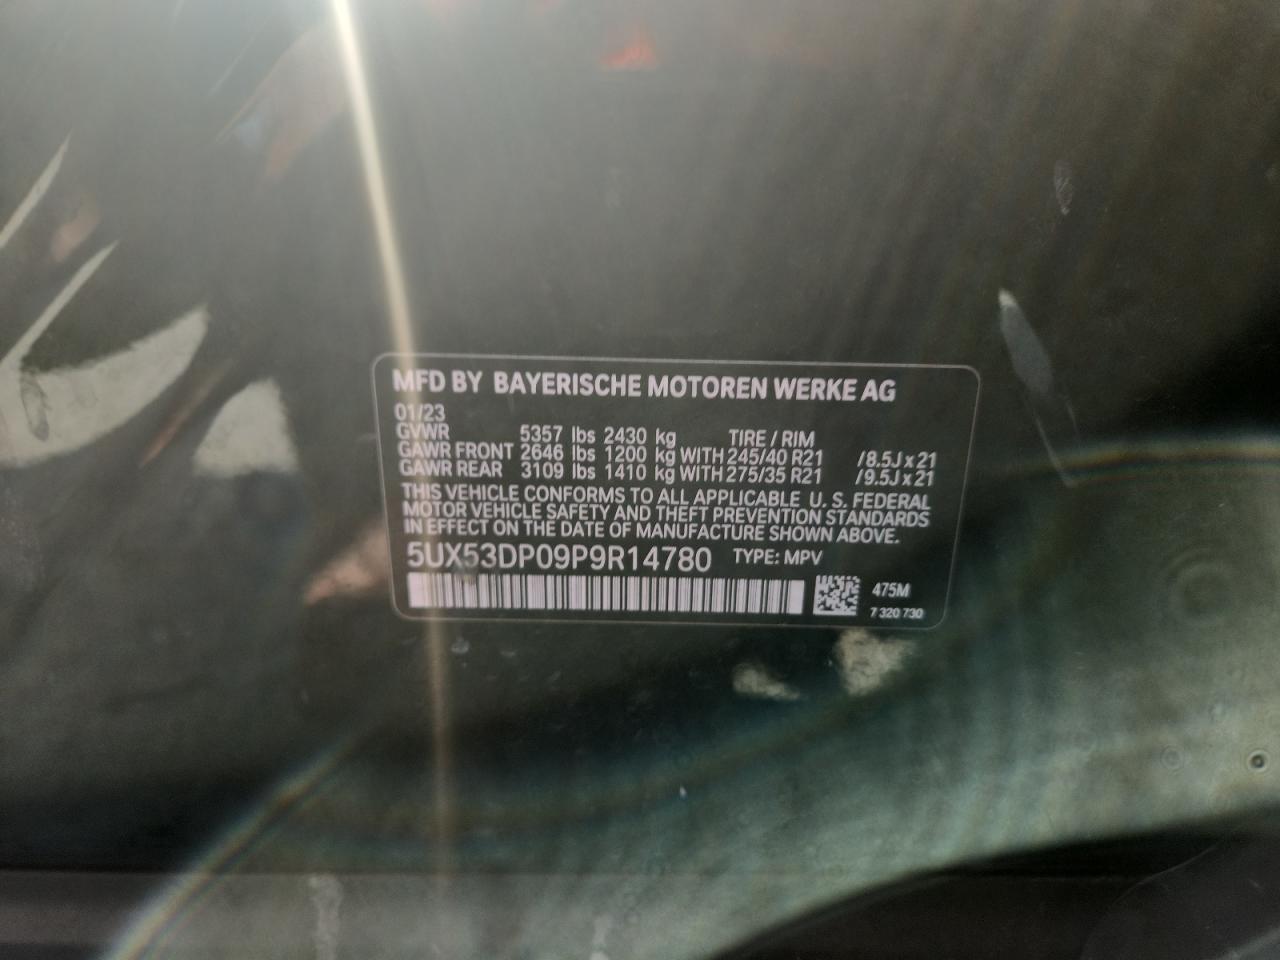 MFD BY BAYERISCHE MOTOREN WERKE AG
01/23
GVWR 5357 lbs 2430 kg TIRE / RIM
GAWR FRONT 2646 lbs 1200 kg WITH 245/40 R21 /8.5J x 21
GAWR REAR 3109 lbs 1410 kg WITH 275/35 R21 /9.5J x 21
THIS VEHICLE CONFORMS TO ALL APPLICABLE U. S. FEDERAL
MOTOR VEHICLE SAFETY AND THEFT PREVENTION STANDARDS
IN EFFECT ON THE DATE OF MANUFACTURE SHOWN ABOVE.
5UX53DP09P9R14780 TYPE: MPV
475M
7 320 730